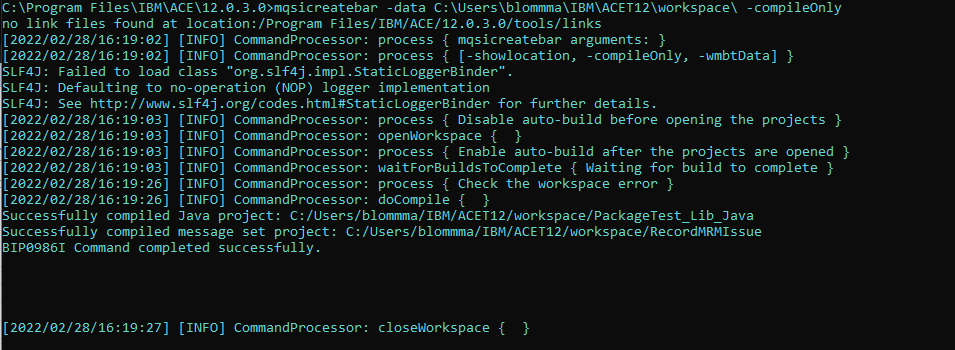 C:\Program Files\IBM\ACE\12.0.3.0>mqsicreatebar -data C:\Users\blommma\IBM\ACET12\workspace\ -compileOnly
no link files found at location:/Program Files/IBM/ACE/12.0.3.0/tools/links
[2022/02/28/16:19:02] [INFO] CommandProcessor: process { mqsicreatebar arguments: }
[2022/02/28/16:19:02] [INFO] CommandProcessor: process { [-showlocation, -compileOnly, -wmbtData] }
SLF4J: Failed to load class "org.slf4j.impl.StaticLoggerBinder".
SLF4J: Defaulting to no-operation (NOP) logger implementation
SLF4J: See http://www.slf4j.org/codes.html#StaticLoggerBinder for further details.
[2022/02/28/16:19:03] [INFO] CommandProcessor: process { Disable auto-build before opening the projects }
[2022/02/28/16:19:03] [INFO] CommandProcessor: openWorkspace {  }
[2022/02/28/16:19:03] [INFO] CommandProcessor: process { Enable auto-build after the projects are opened }
[2022/02/28/16:19:03] [INFO] CommandProcessor: waitForBuildsToComplete { Waiting for build to complete }
[2022/02/28/16:19:26] [INFO] CommandProcessor: process { Check the workspace error }
[2022/02/28/16:19:26] [INFO] CommandProcessor: doCompile {  }
Successfully compiled Java project: C:/Users/blommma/IBM/ACET12/workspace/PackageTest_Lib_Java
Successfully compiled message set project: C:/Users/blommma/IBM/ACET12/workspace/RecordMRMIssue
BIP0986I Command completed successfully.
[2022/02/28/16:19:27] [INFO] CommandProcessor: closeWorkspace {  }